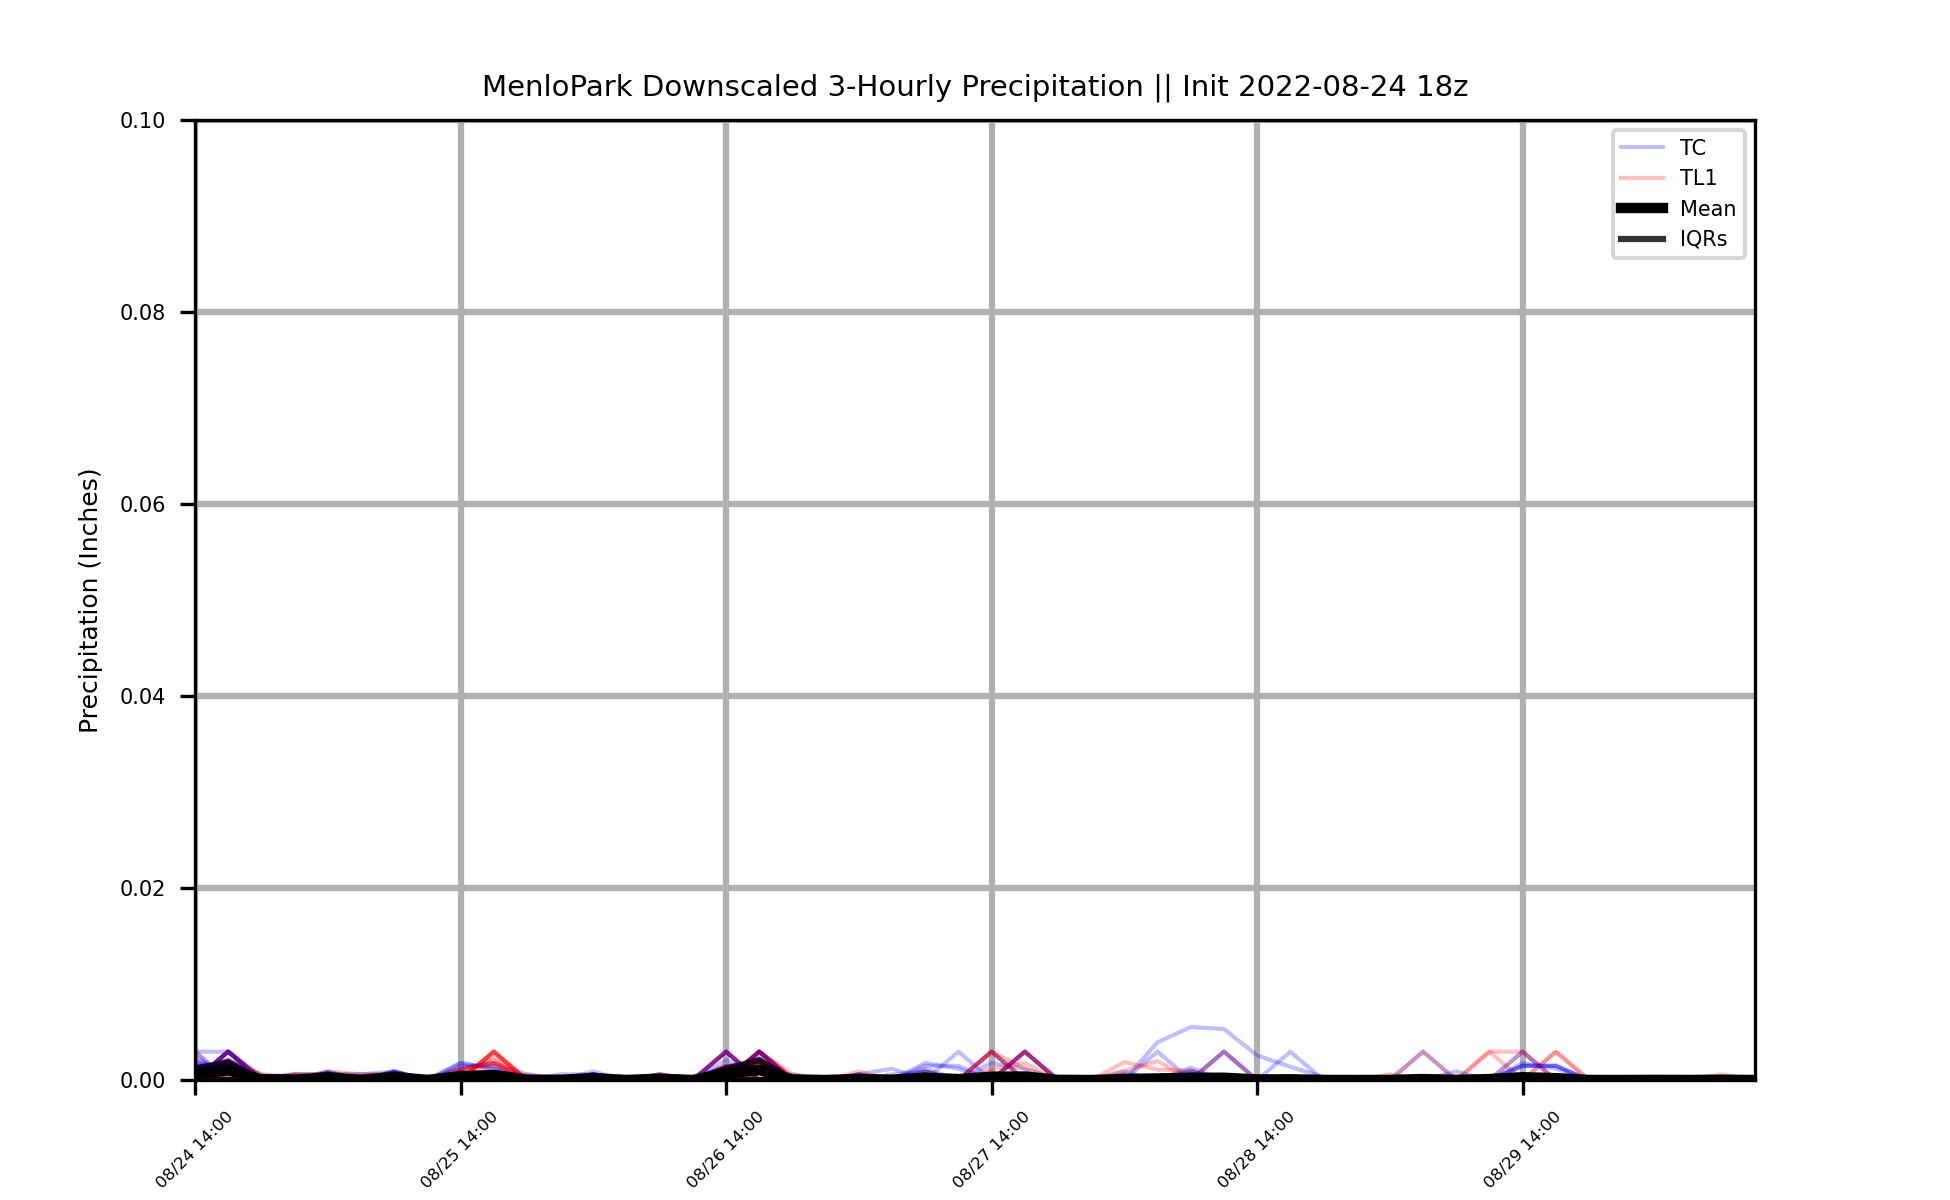 MenloPark Downscaled 3-Hourly Precipitation || Init 2022-08-24 18z
0.10
0.08
0.06
0.04
0.02
0.00
Precipitation (Inches)
TC
TL1
Mean
IQRs
08/24 14:00
08/25 14:00
08/26 14:00
08/27 14:00
08/28 14:00
08/29 14:00